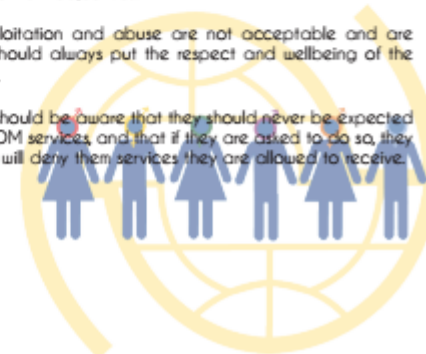 loitation and abuse are not acceptable and are
hould always put the respect and wellbeing of the
hould be aware that they should never be expected
OM services, and that if they are asked to do so, they
will deny them services they are allowed to receive.